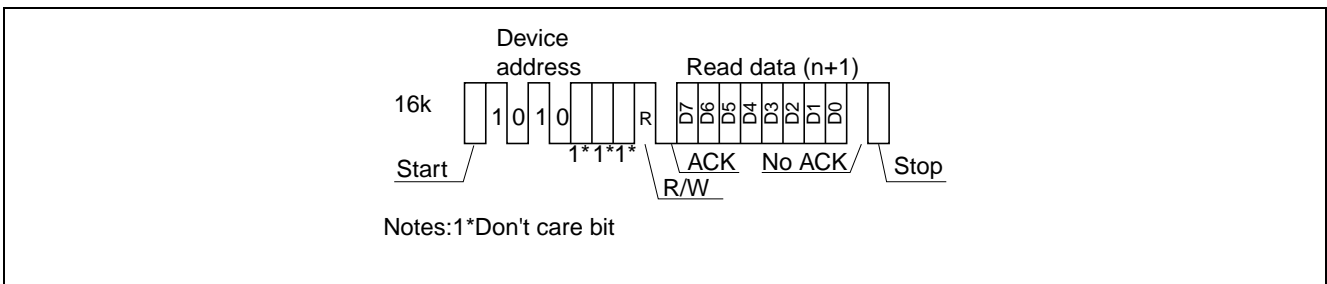 Device
address
Read data (n+1)
16k
1 0 1 0 R D7 D6 D5 D4 D3 D2 D1 D0
1* 1* 1*
Start
ACK
No ACK
Stop
R/W
Notes:1*Don't care bit